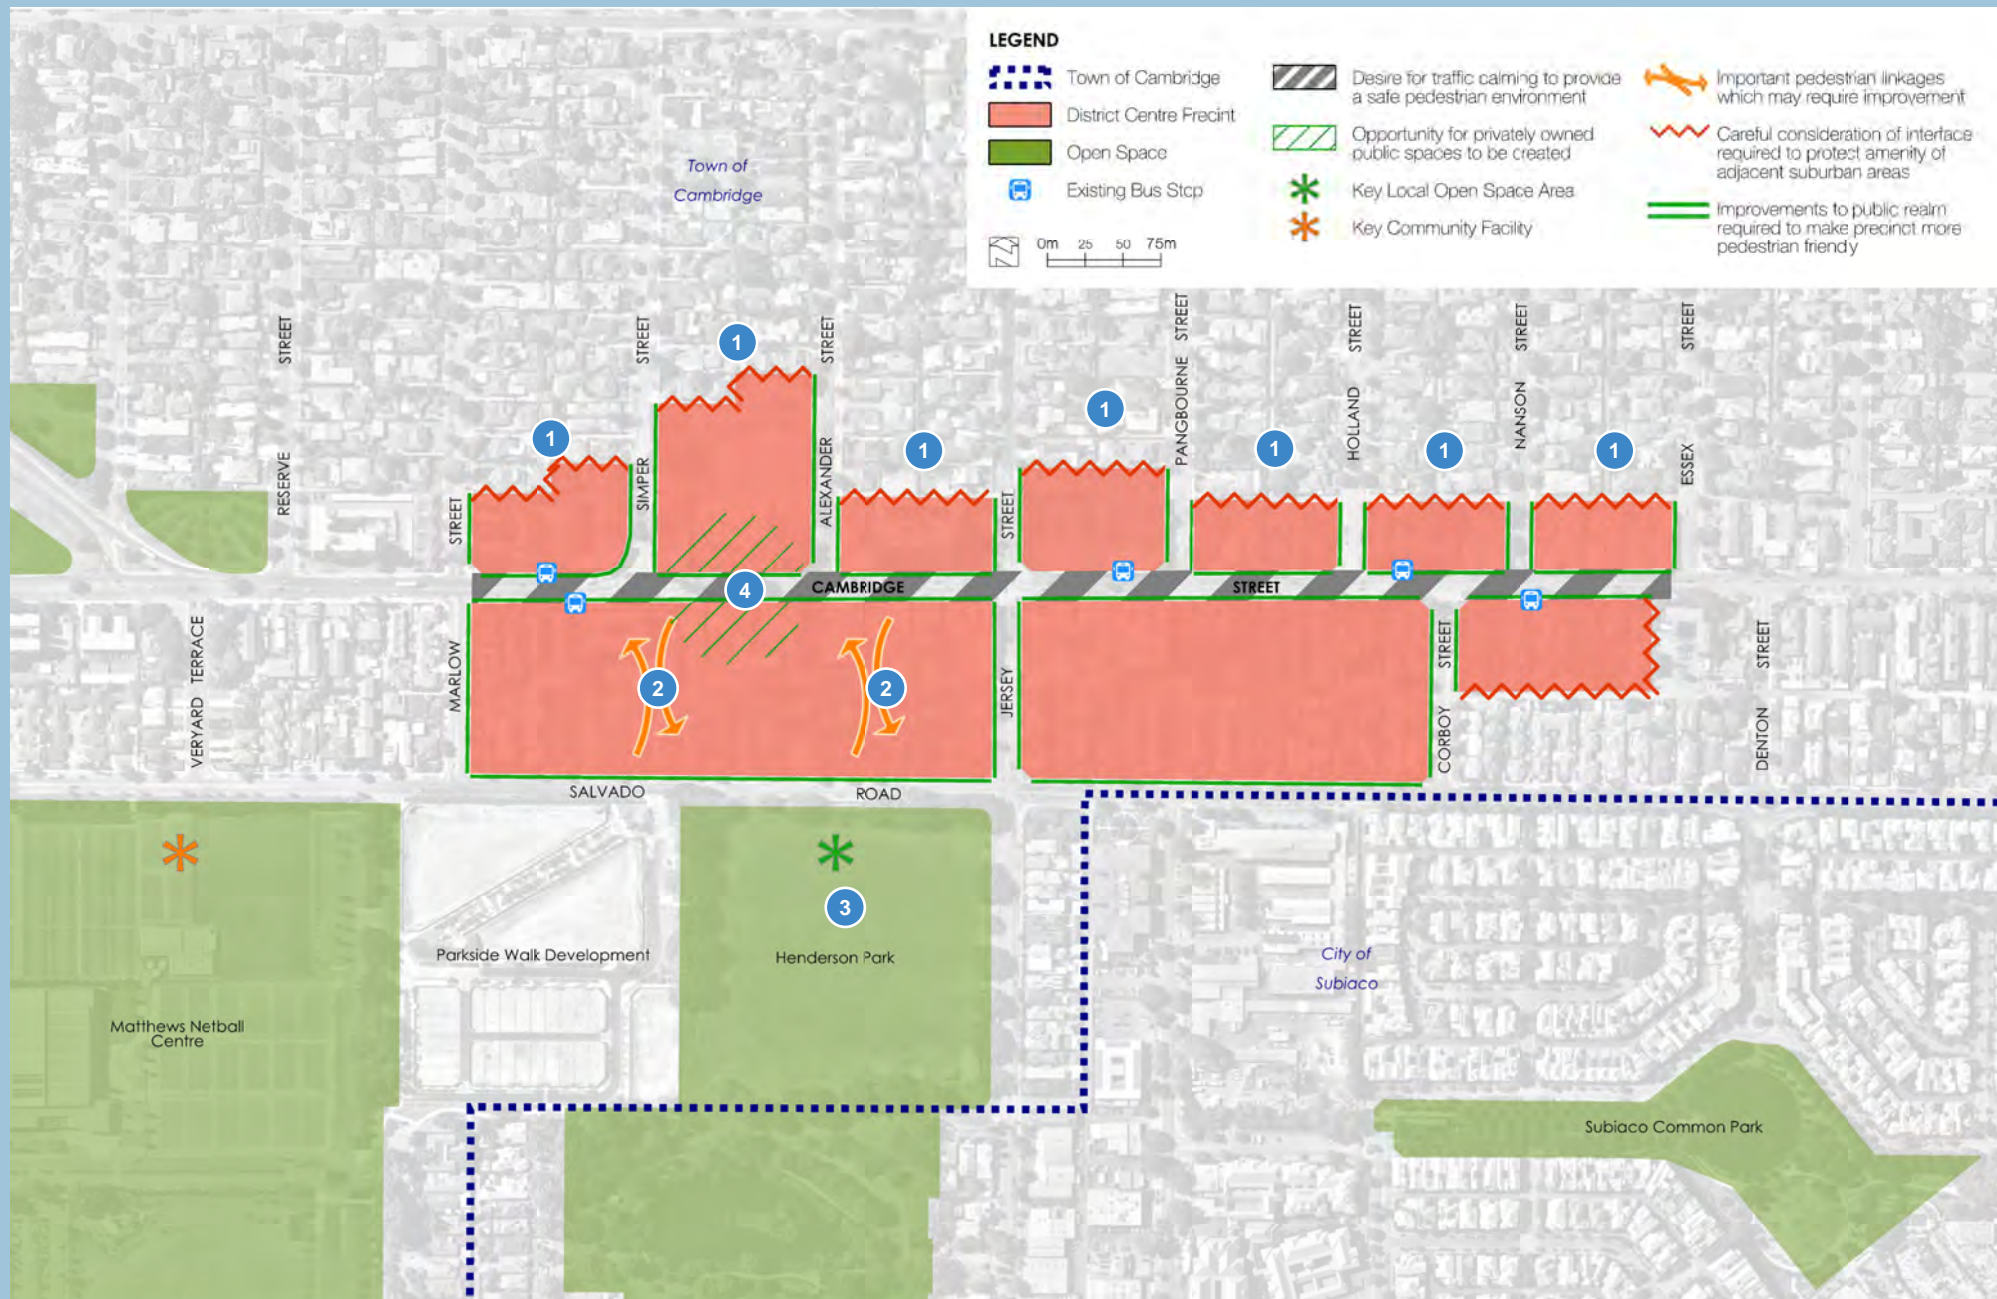 LEGEND
Town of Cambridge
District Centre Frecint
Open Space
Existing Bus Stcp
0m 25 50 75m
Desire for traffic calming to provide
a safe pedestrian environment
Opportunity for privately owned
public spaces to be created
Key Local Open Space Area
Key Community Facility
Important pedestrian linkages
which may require improvement
Careful consideration of interface
required to protect amenity of
adjacent suburban areas
Improvements to public realm
required to make precinct more
pedestrian friendly
Town of
Cambridge
RESERVE STREET
MARLOW STREET
SIMPER STREET
ALEXANDER STREET
JERSEY STREET
PANGBOURNE STREET
HOLLAND STREET
NANSON STREET
ESSEX STREET
1
1
1
1
1
1
1
4
CAMBRIDGE STREET
VERYARD TERRACE
2
2
CORBOY STREET
DENTON STREET
SALVADO ROAD
3
Parkside Walk Development
Henderson Park
City of
Subiaco
Matthews Netball
Centre
Subiaco Common Park